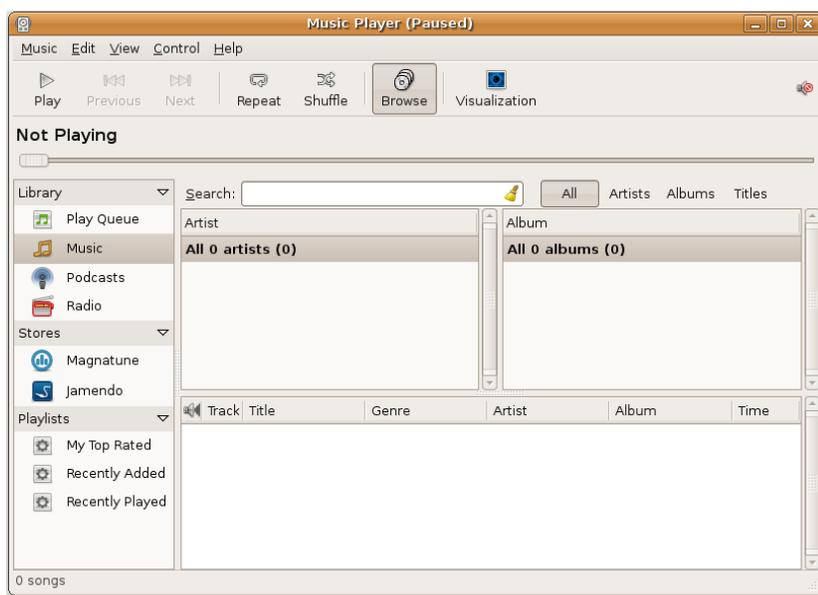 Music Player (Paused)
Music Edit View Control Help
Play Previous Next Repeat Shuffle Browse Visualization
Not Playing
Library
Play Queue
Music
Podcasts
Radio
Stores
Magnatune
Jamendo
Playlists
My Top Rated
Recently Added
Recently Played
Search: All Artists Albums Titles
Artist Album
All 0 artists (0) All 0 albums (0)
Track Title Genre Artist Album Time
0 songs